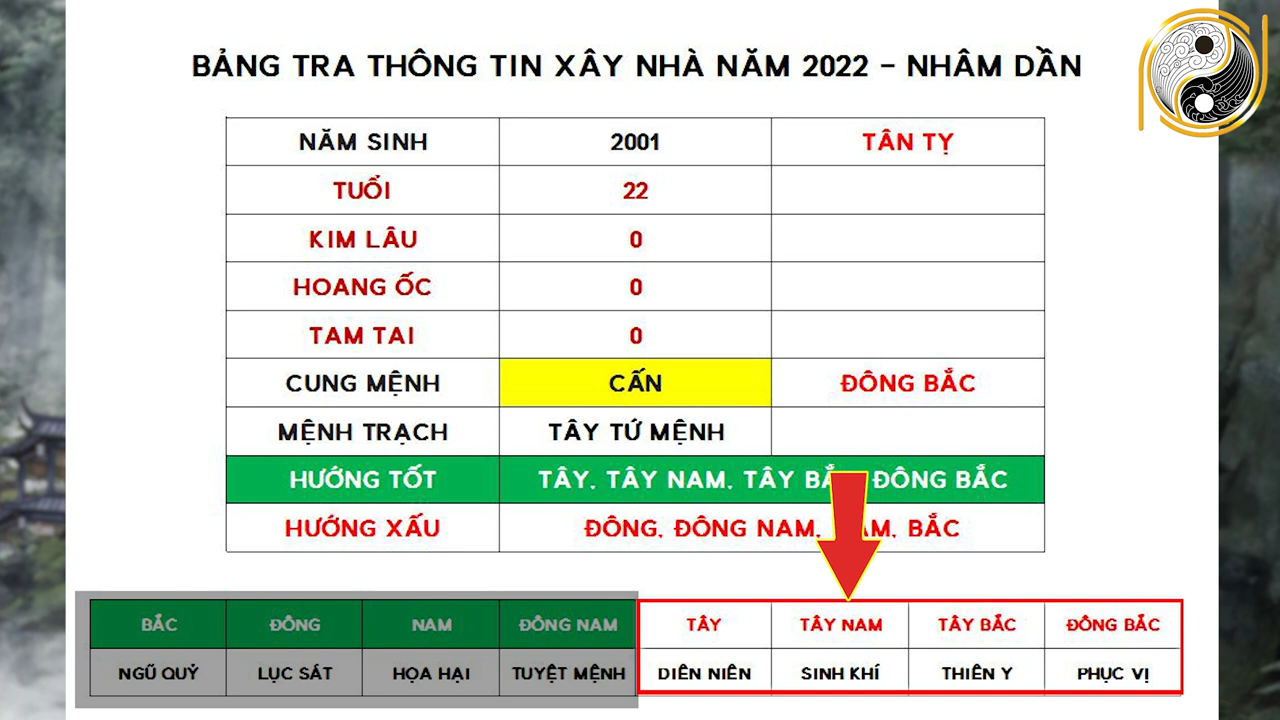 BẢNG TRA THÔNG TIN XÂY NHÀ NĂM 2022 - NHÂM DẦN
NĂM SINH 2001 TÂN TỴ
TUỔI 22
KIM LÂU 0
HOANG ỐC 0
TAM TAI 0
CUNG MỆNH CẤN ĐÔNG BẮC
MỆNH TRẠCH TÂY TỨ MỆNH
HƯỚNG TỐT TÂY, TÂY NAM, TÂY ĐÔNG BẮC
HƯỚNG XẤU ĐÔNG, ĐÔNG NAM, BẮC
BẮC ĐÔNG NAM ĐÔNG NAM TÂY TÂY NAM TÂY BẮC ĐÔNG BẮC
NGŨ QUỶ LỤC SÁT HỌA HẠI TUYỆT MỆNH DIÊN NIÊN SINH KHÍ THIÊN Y PHỤC VỊ